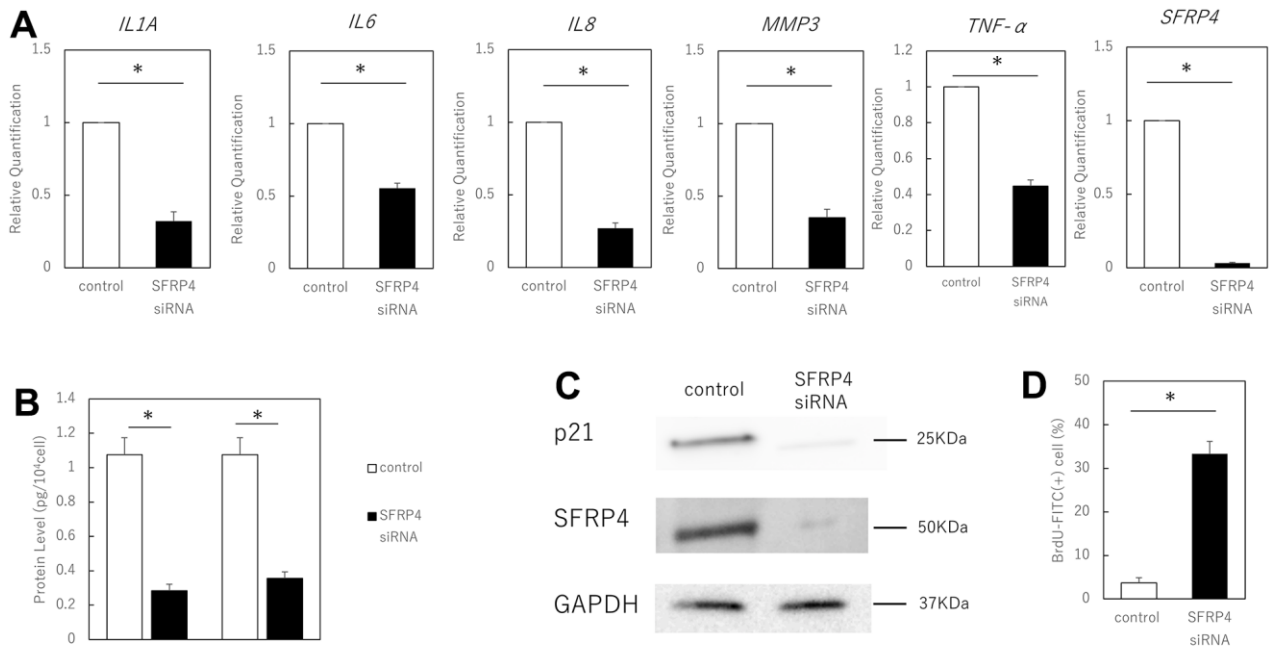 A
IL1A
Relative Quantification
1.5
1
0.5
0
*
control
SFRP4
siRNA
IL6
Relative Quantification
1.5
1
0.5
0
*
control
SFRP4
siRNA
IL8
Relative Quantification
1.5
1
0.5
0
*
control
SFRP4
siRNA
MMP3
Relative Quantification
1.5
1
0.5
0
*
control
SFRP4
siRNA
TNF-α
Relative Quantification
1.2
1
0.8
0.6
0.4
0.2
0
*
control
SFRP4
siRNA
SFRP4
Relative Quantification
1.5
1
0.5
0
*
control
SFRP4
siRNA
B
Protein Level (pg/10⁴cell)
1.4
1.2
1
0.8
0.6
0.4
0.2
0
*
*
control
SFRP4
siRNA
C
control
SFRP4
siRNA
p21
25KDa
SFRP4
50KDa
GAPDH
37KDa
D
BrdU-FITC(+) cell (%)
50
40
30
20
10
0
*
control
SFRP4
siRNA